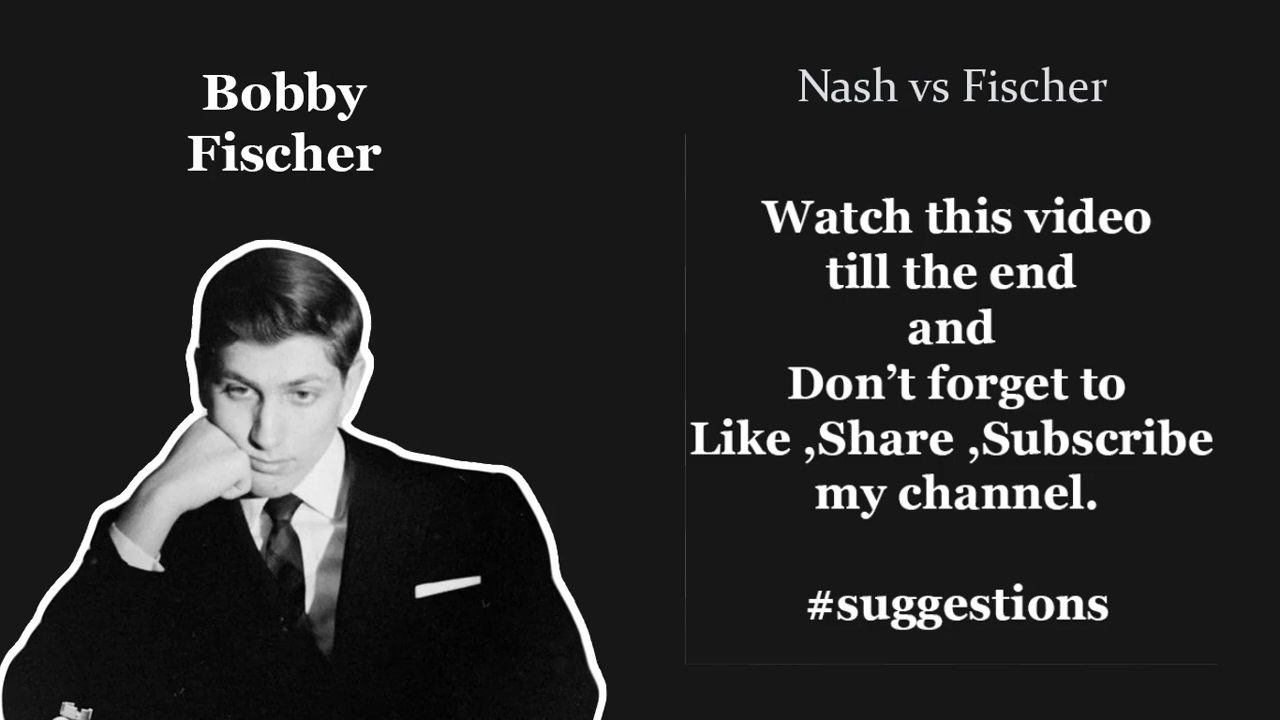 Bobby
Fischer
Nash vs Fischer
Watch this video
till the end
and
Don’t forget to
Like ,Share ,Subscribe
my channel.
#suggestions